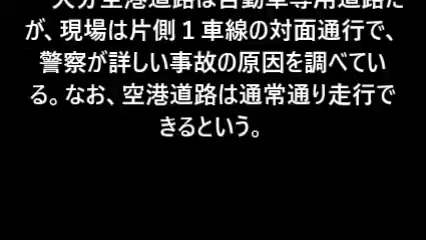 大分空港道路は自動車専用道路だ
が、現場は片側１車線の対面通行で、
警察が詳しい事故の原因を調べてい
る。なお、空港道路は通常通り走行で
きるという。